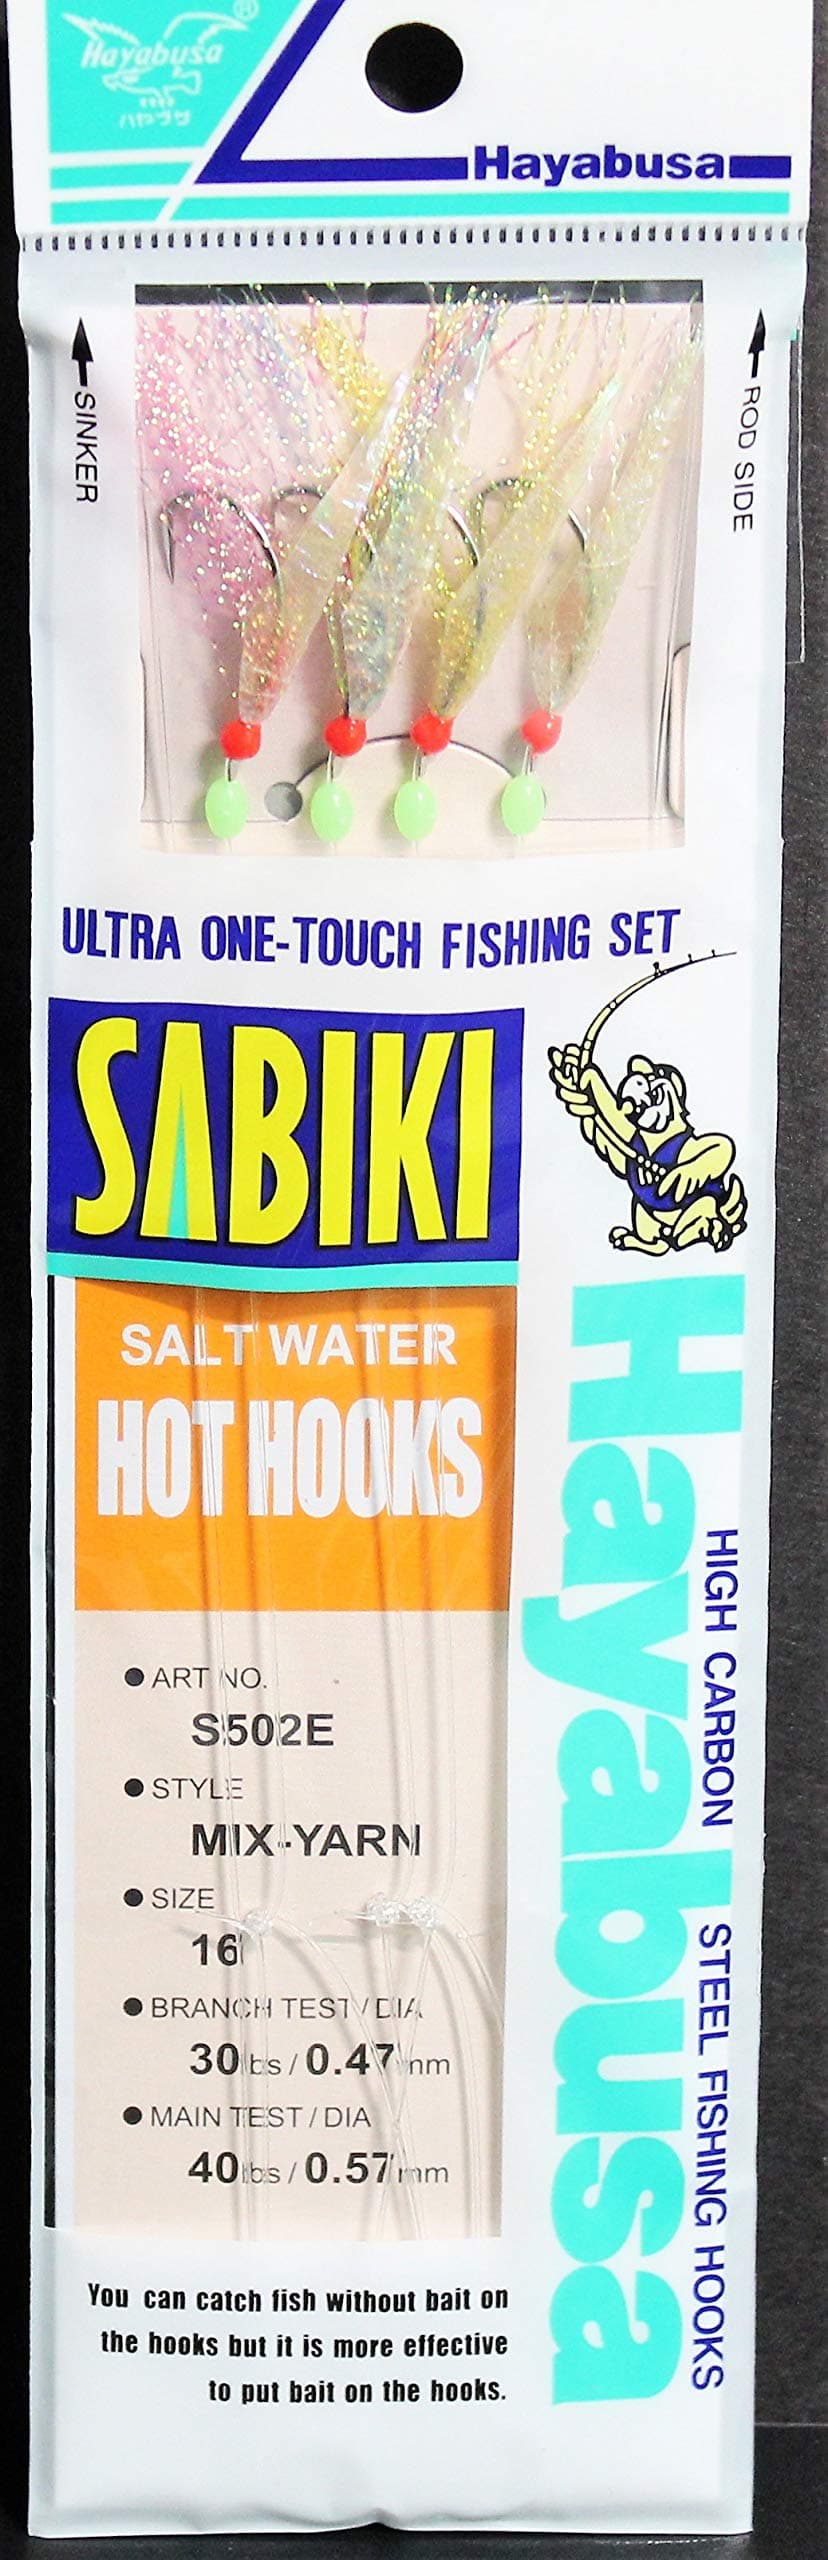 Hayabusa
®
ハヤブサ
Hayabusa
SINKER
ROD SIDE
ULTRA ONE-TOUCH FISHING SET
SABIKI
SALT WATER
HOT HOOKS
● ART NO.
S502E
● STYLE
MIX-YARN
● SIZE
16
● BRANCH TEST / DIA
30lbs / 0.47mm
● MAIN TEST / DIA
40lbs / 0.57mm
Hayabusa
HIGH CARBON STEEL FISHING HOOKS
You can catch fish without bait on
the hooks but it is more effective
to put bait on the hooks.